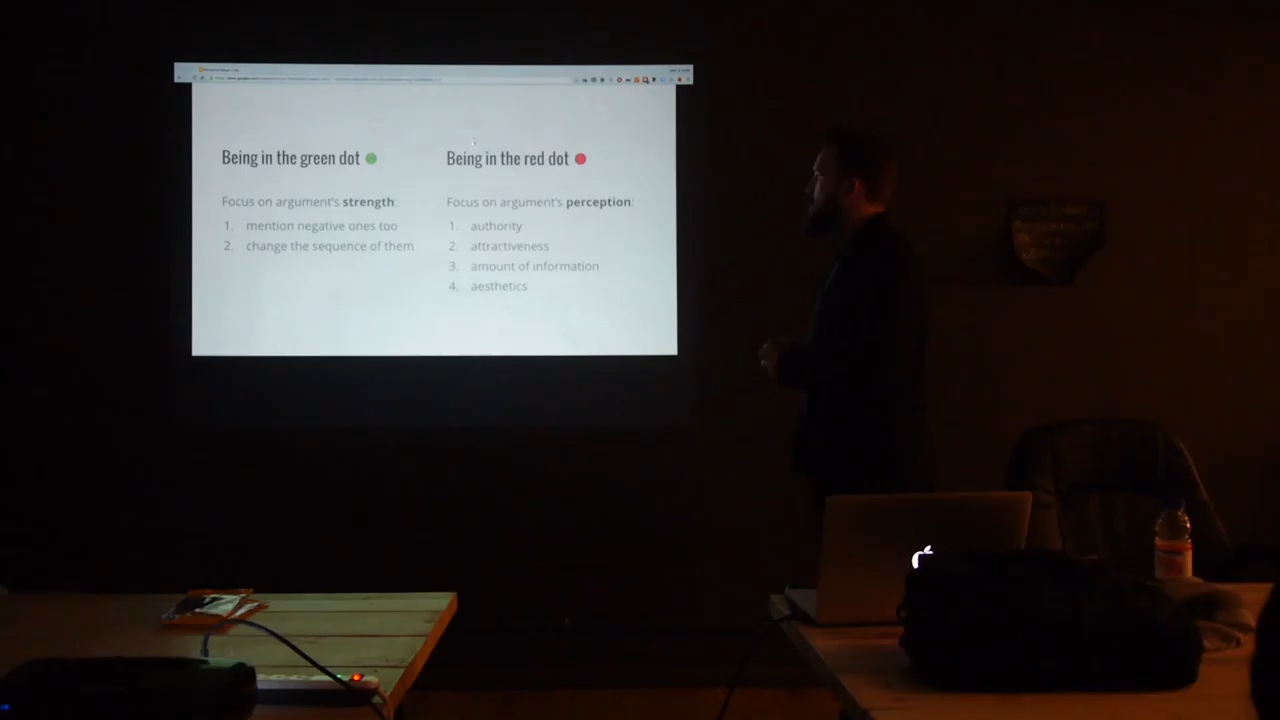 Being in the green dot
Focus on argument's strength:
1. mention negative ones too
2. change the sequence of them
Being in the red dot
Focus on argument's perception:
1. authority
2. attractiveness
3. amount of information
4. aesthetics